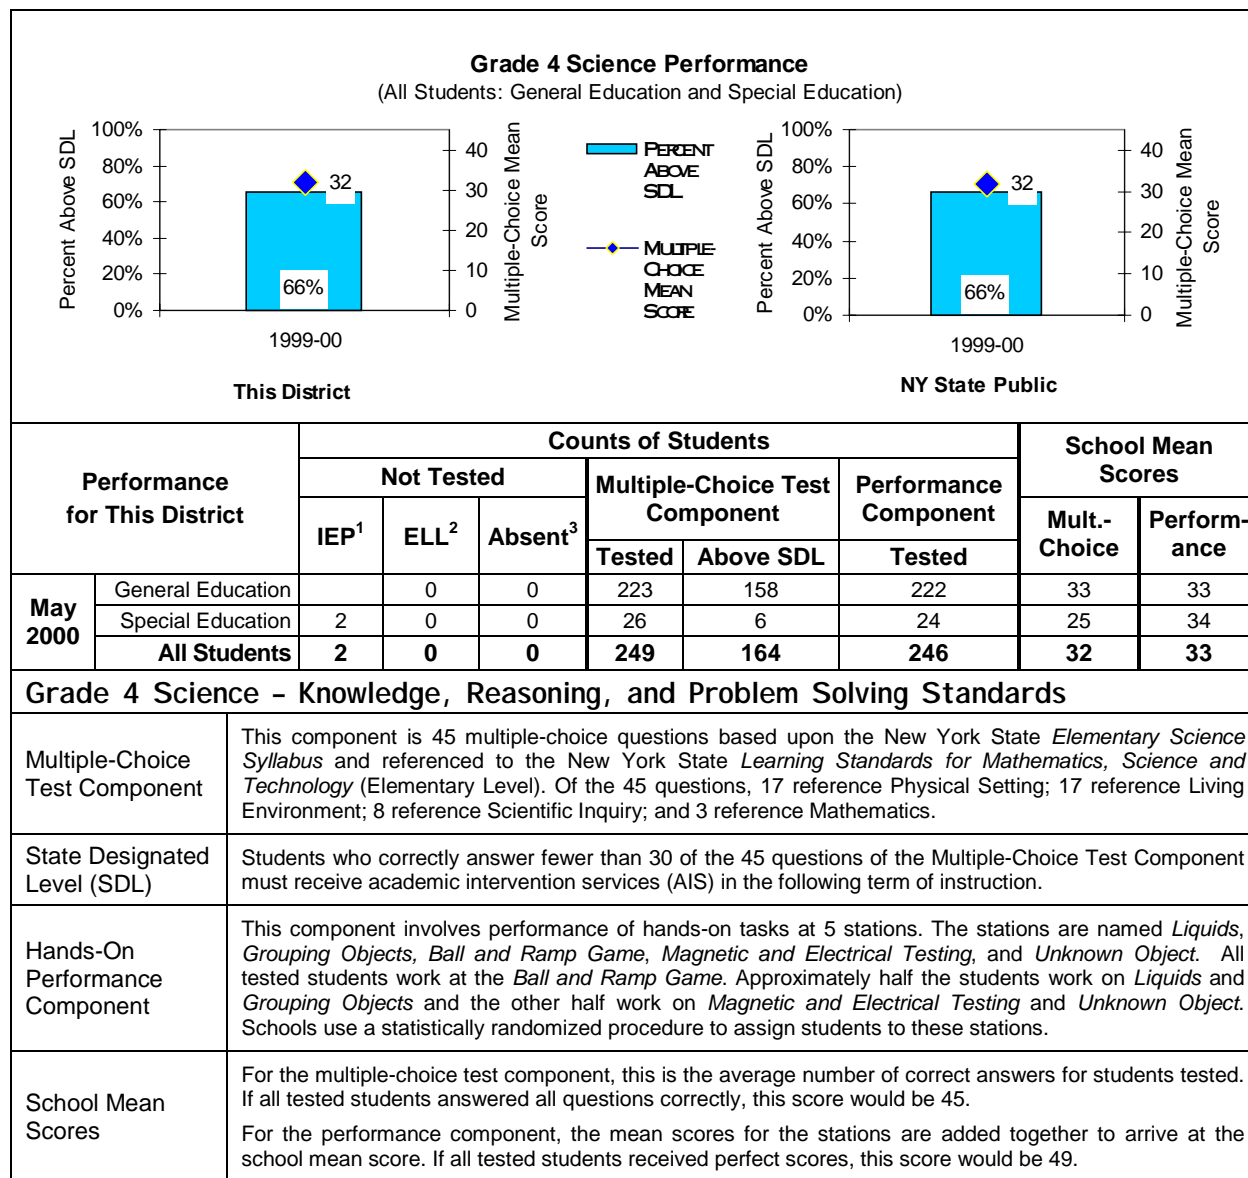 Grade 4 Science Performance
(All Students: General Education and Special Education)
Percent Above SDL
100%
80%
60%
40%
20%
0%
32
66%
40
30
20
10
0
Multiple-Choice Mean
Score
1999-00
This District
PERCENT
ABOVE
SDL
MULTIPLE-
CHOICE
MEAN
SCORE
Percent Above SDL
100%
80%
60%
40%
20%
0%
32
66%
40
30
20
10
0
Multiple-Choice Mean
Score
1999-00
NY State Public
Performance
for This District
Counts of Students
School Mean
Scores
Not Tested
Multiple-Choice Test
Component
Performance
Component
IEP1 ELL2 Absent3
Tested Above SDL Tested
Mult.-
Choice
Perform-
ance
May
2000
General Education 0 0 223 158 222 33 33
Special Education 2 0 0 26 6 24 25 34
All Students 2 0 0 249 164 246 32 33
Grade 4 Science – Knowledge, Reasoning, and Problem Solving Standards
Multiple-Choice
Test Component
This component is 45 multiple-choice questions based upon the New York State Elementary Science
Syllabus and referenced to the New York State Learning Standards for Mathematics, Science and
Technology (Elementary Level). Of the 45 questions, 17 reference Physical Setting; 17 reference Living
Environment; 8 reference Scientific Inquiry; and 3 reference Mathematics.
State Designated
Level (SDL)
Students who correctly answer fewer than 30 of the 45 questions of the Multiple-Choice Test Component
must receive academic intervention services (AIS) in the following term of instruction.
Hands-On
Performance
Component
This component involves performance of hands-on tasks at 5 stations. The stations are named Liquids,
Grouping Objects, Ball and Ramp Game, Magnetic and Electrical Testing, and Unknown Object. All
tested students work at the Ball and Ramp Game. Approximately half the students work on Liquids and
Grouping Objects and the other half work on Magnetic and Electrical Testing and Unknown Object.
Schools use a statistically randomized procedure to assign students to these stations.
School Mean
Scores
For the multiple-choice test component, this is the average number of correct answers for students tested.
If all tested students answered all questions correctly, this score would be 45.
For the performance component, the mean scores for the stations are added together to arrive at the
school mean score. If all tested students received perfect scores, this score would be 49.